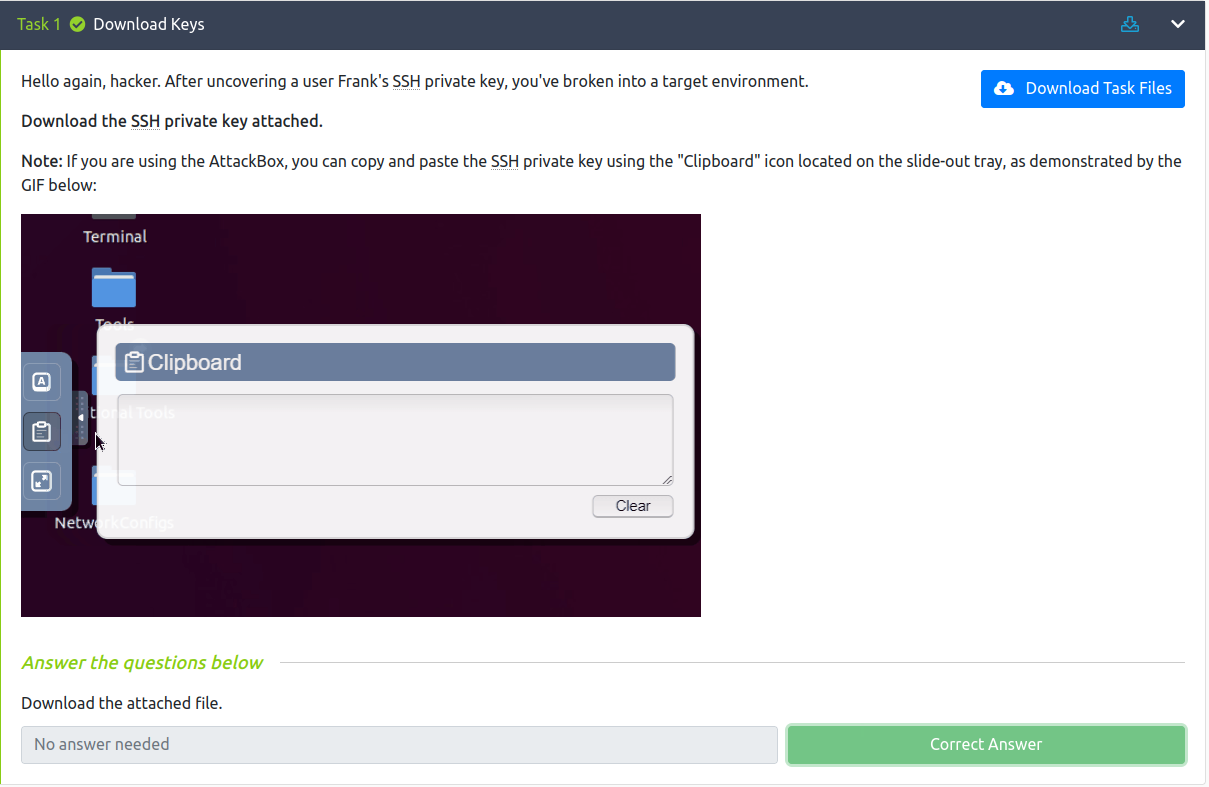 Task 1 Download Keys
Hello again, hacker. After uncovering a user Frank's SSH private key, you've broken into a target environment.
Download Task Files
Download the SSH private key attached.
Note: If you are using the AttackBox, you can copy and paste the SSH private key using the "Clipboard" icon located on the slide-out tray, as demonstrated by the
GIF below:
Terminal
Tools
Clipboard
tional Tools
Clear
NetworkConfigs
Answer the questions below
Download the attached file.
No answer needed
Correct Answer